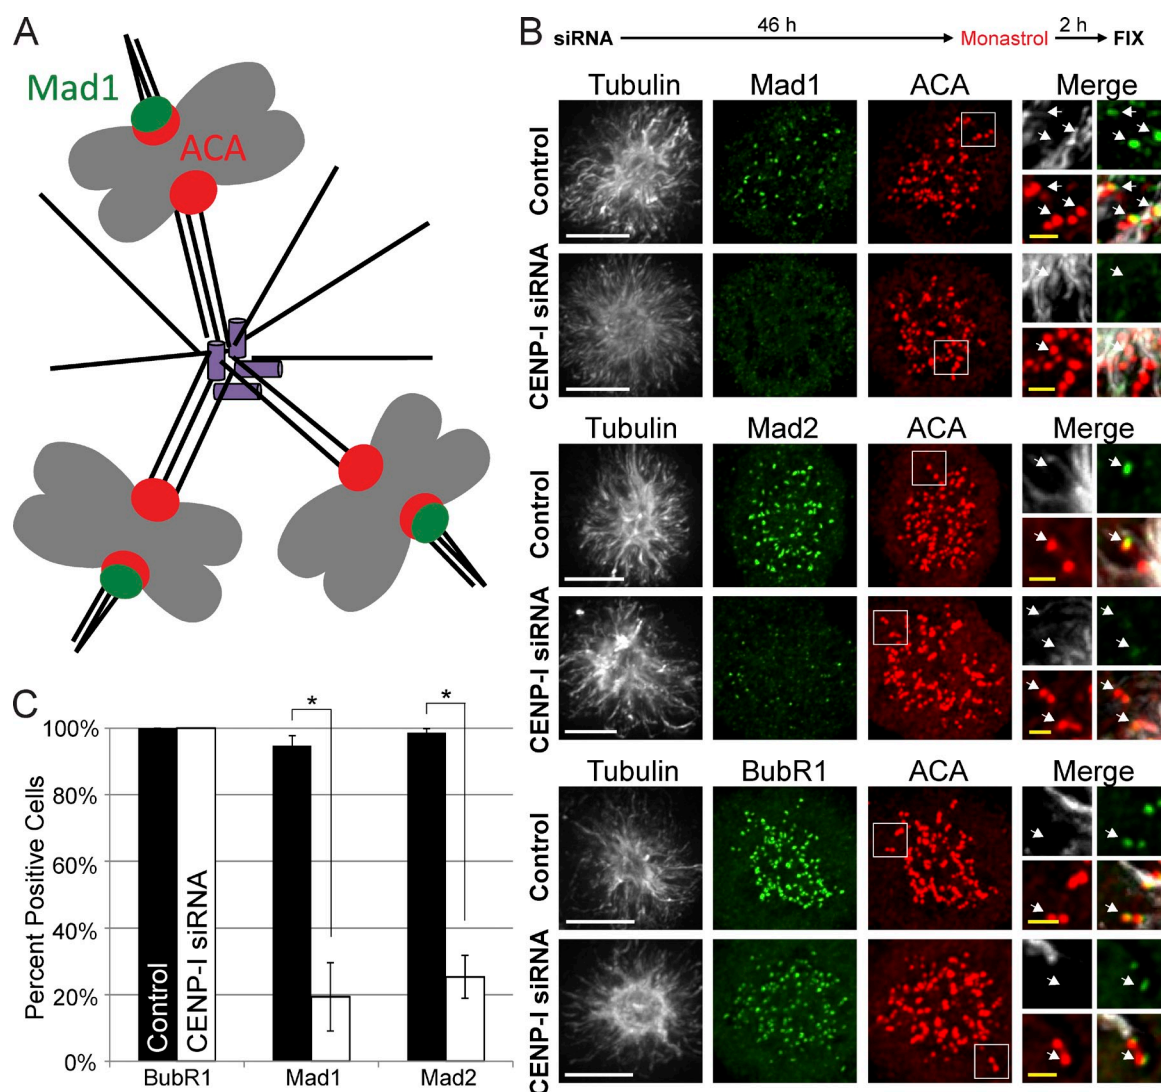 A
Mad1
ACA
B
siRNA 46 h Monastrol 2 h FIX
Tubulin Mad1 ACA Merge
Control
CENP-I siRNA
Tubulin Mad2 ACA Merge
Control
CENP-I siRNA
Tubulin BubR1 ACA Merge
Control
CENP-I siRNA
C
Percent Positive Cells
100%
80%
60%
40%
20%
0%
Control
CENP-I siRNA
* *
BubR1 Mad1 Mad2